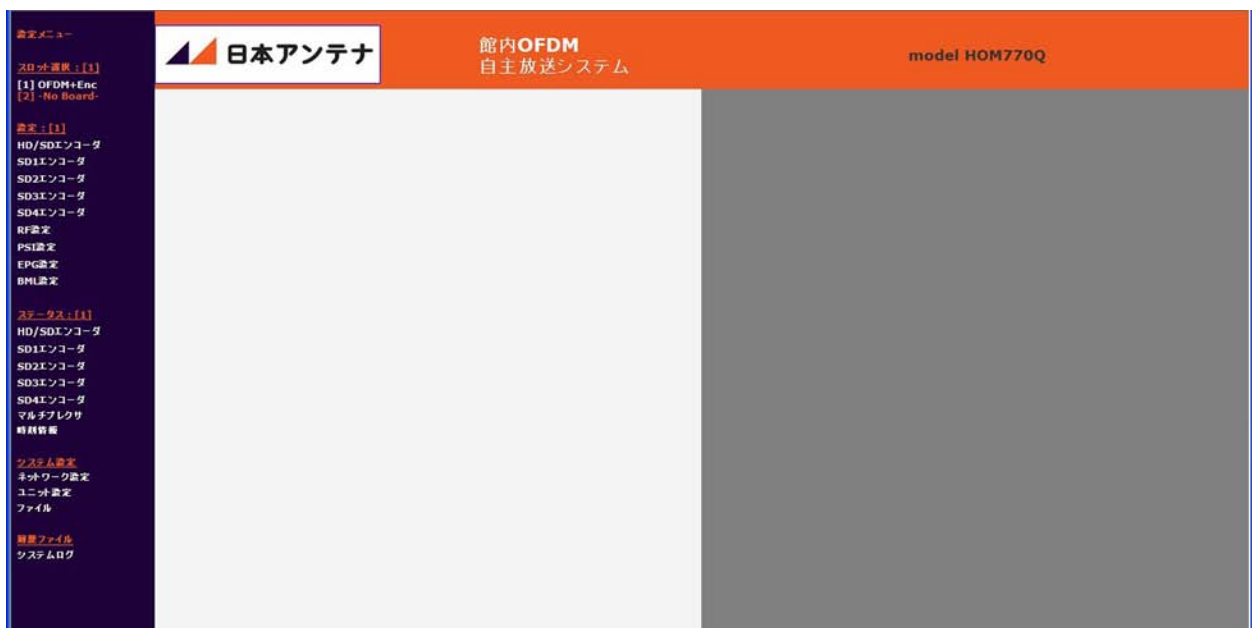 設定メニュー
スロット選択：[1]
[1] OFDM+Enc
[2] -No Board-
設定：[1]
HD/SDエンコーダ
SD1エンコーダ
SD2エンコーダ
SD3エンコーダ
SD4エンコーダ
RF設定
PSI設定
EPG設定
BML設定
ステータス：[1]
HD/SDエンコーダ
SD1エンコーダ
SD2エンコーダ
SD3エンコーダ
SD4エンコーダ
マルチプレクサ
時刻情報
システム設定
ネットワーク設定
ユニット設定
ファイル
履歴ファイル
システムログ
日本アンテナ
館内OFDM
自主放送システム
model HOM770Q